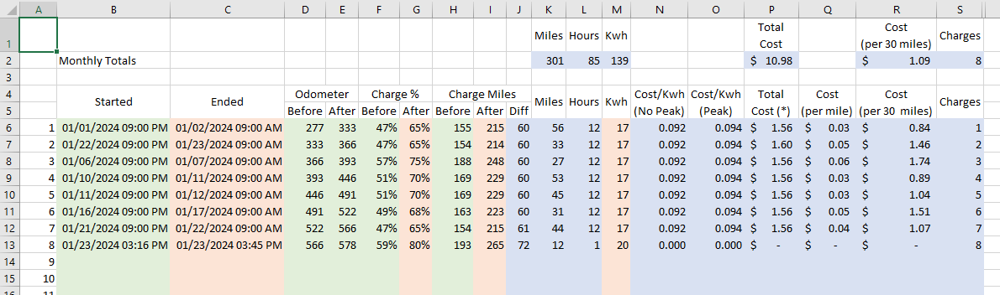 A B C D E F G H I J K L M N O P Q R S
1 Miles Hours Kwh Total Cost Cost (per 30 miles) Charges
2 Monthly Totals 301 85 139 $ 10.98 $ 1.09 8
3
4 Started Ended Odometer Charge % Charge Miles Miles Hours Kwh Cost/Kwh Cost/Kwh Total Cost Cost Charges
5 Before After Before After Before After Diff (No Peak) (Peak) Cost (*) (per mile) (per 30 miles)
6 1 01/01/2024 09:00 PM 01/02/2024 09:00 AM 277 333 47% 65% 155 215 60 56 12 17 0.092 0.094 $ 1.56 $ 0.03 $ 0.84 1
7 2 01/22/2024 09:00 PM 01/23/2024 09:00 AM 333 366 47% 65% 154 214 60 33 12 17 0.092 0.094 $ 1.60 $ 0.05 $ 1.46 2
8 3 01/06/2024 09:00 PM 01/07/2024 09:00 AM 366 393 57% 75% 188 248 60 27 12 17 0.092 0.094 $ 1.56 $ 0.06 $ 1.74 3
9 4 01/10/2024 09:00 PM 01/11/2024 09:00 AM 393 446 51% 70% 169 229 60 53 12 17 0.092 0.094 $ 1.56 $ 0.03 $ 0.89 4
10 5 01/11/2024 09:00 PM 01/12/2024 09:00 AM 446 491 51% 70% 169 229 60 45 12 17 0.092 0.094 $ 1.56 $ 0.03 $ 1.04 5
11 6 01/16/2024 09:00 PM 01/17/2024 09:00 AM 491 522 49% 68% 163 223 60 31 12 17 0.092 0.094 $ 1.56 $ 0.05 $ 1.51 6
12 7 01/21/2024 09:00 PM 01/22/2024 09:00 AM 522 566 47% 65% 154 215 61 44 12 17 0.092 0.094 $ 1.56 $ 0.04 $ 1.07 7
13 8 01/23/2024 03:16 PM 01/23/2024 03:45 PM 566 578 59% 80% 193 265 72 12 1 20 0.000 0.000 $ - $ - $ - 8
14 9
15 10
16 11